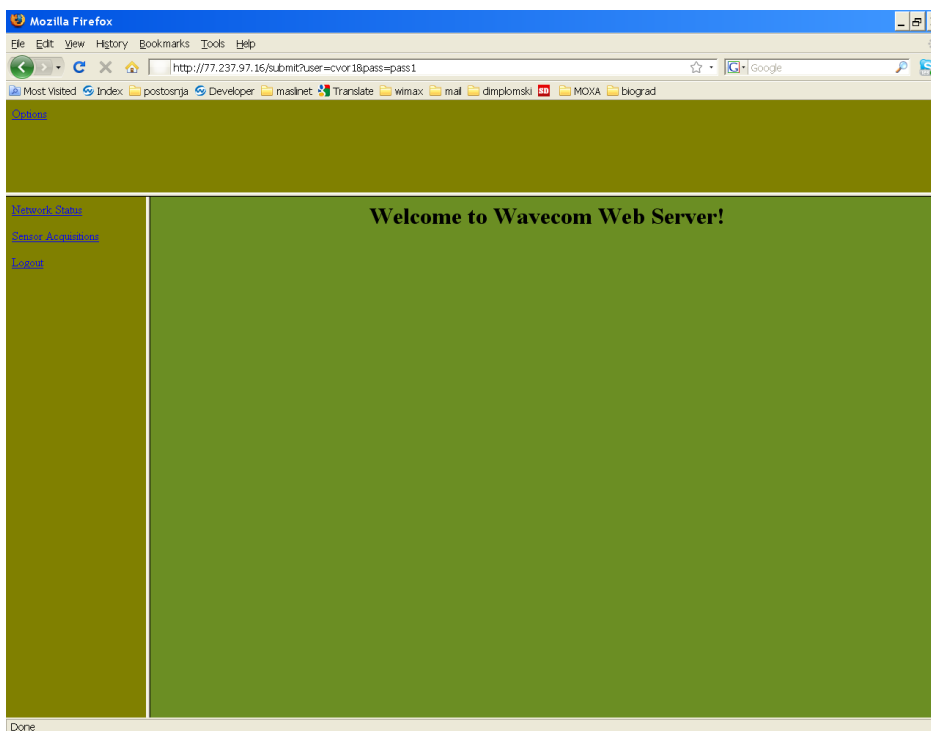 Mozilla Firefox
File Edit View History Bookmarks Tools Help
http://77.237.97.16/submit?user=cvor1&pass=pass1 Google
Most Visited Index postosnja Developer maslinet Translate wimax mail dimplomski SD MOXA biograd
Options
Network Status
Welcome to Wavecom Web Server!
Sensor Acquisitions
Logout
Done